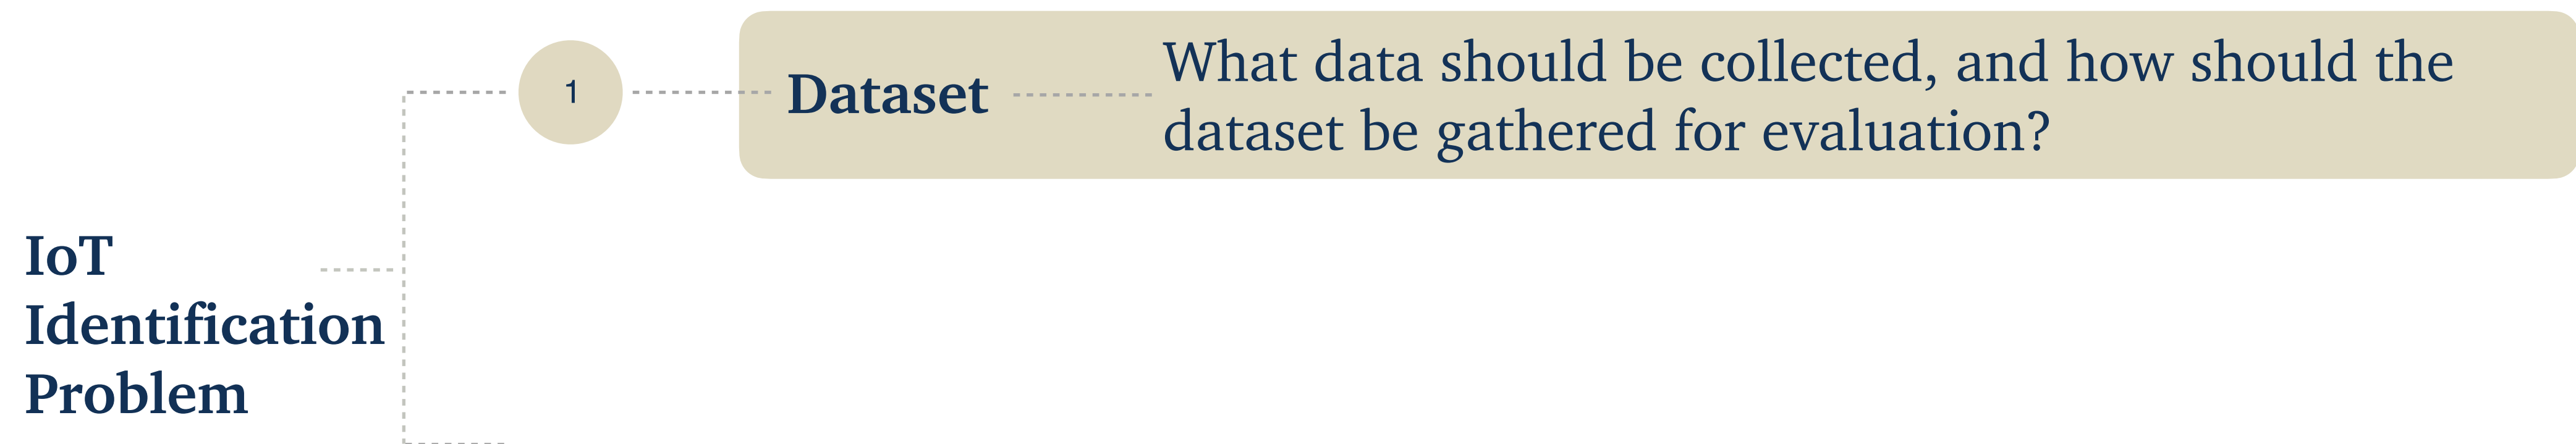 1
Dataset
What data should be collected, and how should the
dataset be gathered for evaluation?
IoT
Identification
Problem